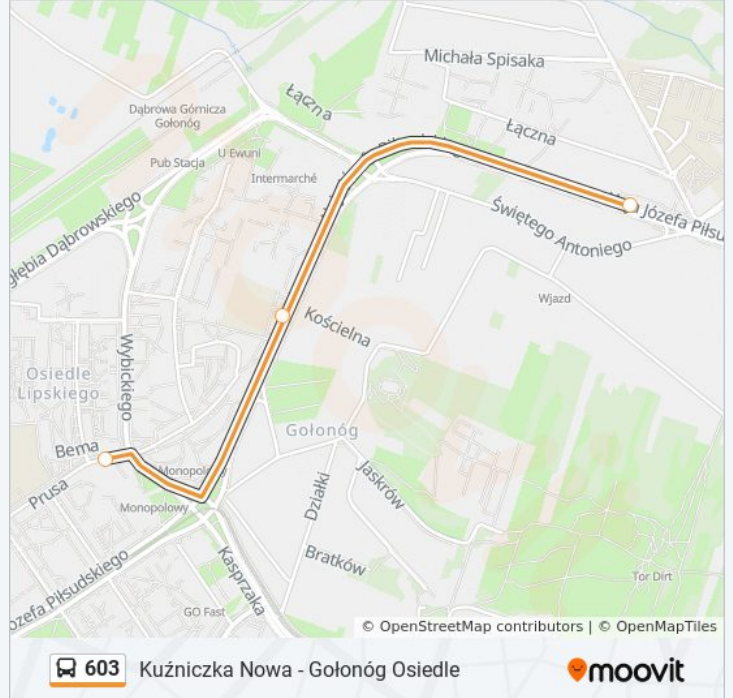 Michała Spisaka
Łączna
Dąbrowa Górnicza
Gołonóg
Łączna
U Ewuni
Pub Stacja
Intermarché
Józefa Piłsu
Świętego Antoniego
głębia Dąbrowskiego
Wjazd
Kościelna
Wybickiego
Osiedle
Lipskiego
Gołonóg
Bema
Monopolowy
Jaskrów
Prusa
Działki
Monopolowy
Bratków
Kasprzaka
Tor Dirt
ózefa Piłsudskiego
GO Fast
© OpenStreetMap contributors | © OpenMapTiles
603 Kuźniczka Nowa - Gołonóg Osiedle
moovit